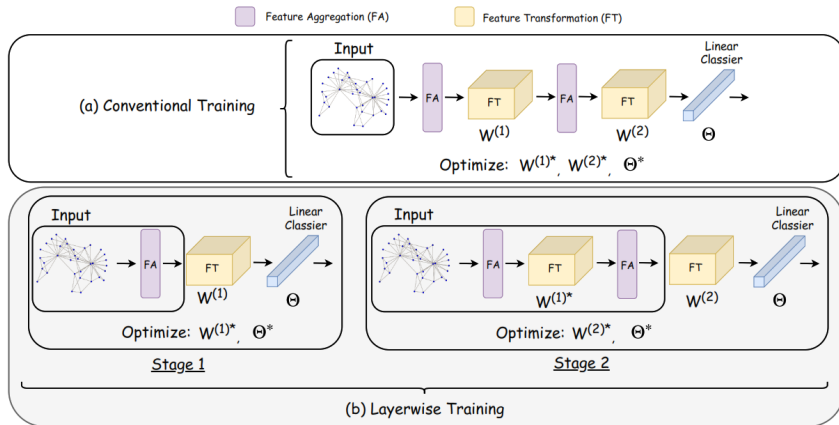 Feature Aggregation (FA)
Feature Transformation (FT)
(a) Conventional Training
Input
FA
FT
W(1)
FA
FT
W(2)
Linear
Classier
Θ
Optimize: W(1)*, W(2)*, Θ*
Input
FA
FT
W(1)
Linear
Classier
Θ
Optimize: W(1)*, Θ*
Stage 1
Input
FA
FT
W(1)*
FA
FT
W(2)
Linear
Classier
Θ
Optimize: W(2)*, Θ*
Stage 2
(b) Layerwise Training